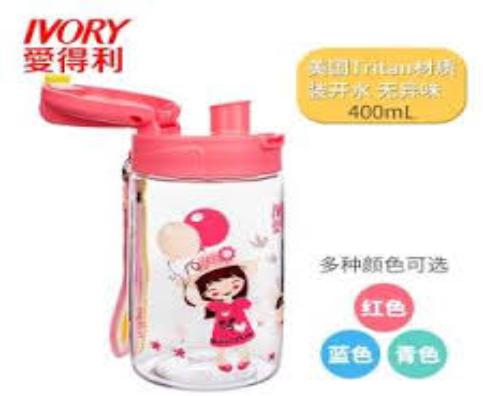 IVORY
愛得利
美国Tritan材质
装开水 无异味
400mL
多种颜色可选
红色
蓝色 青色